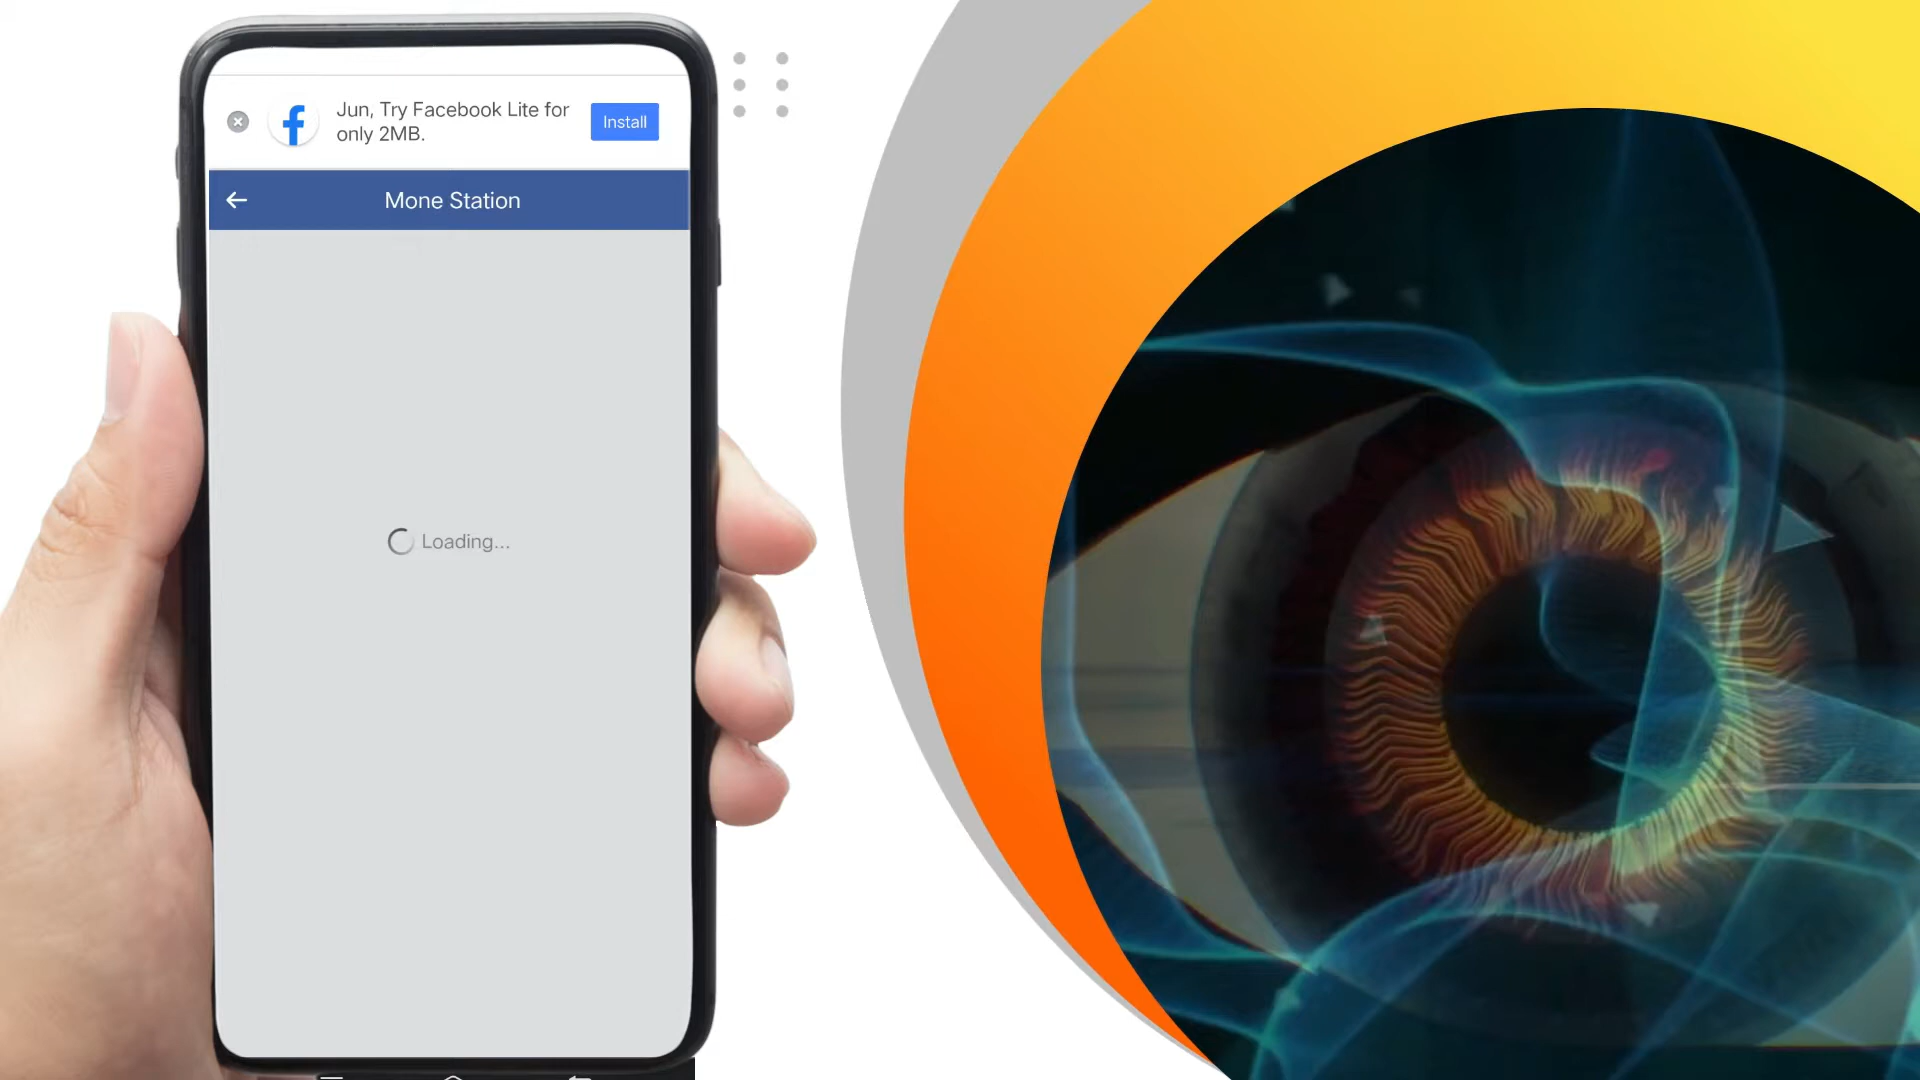 Jun, Try Facebook Lite for
only 2MB.
Install
Mone Station
Loading...